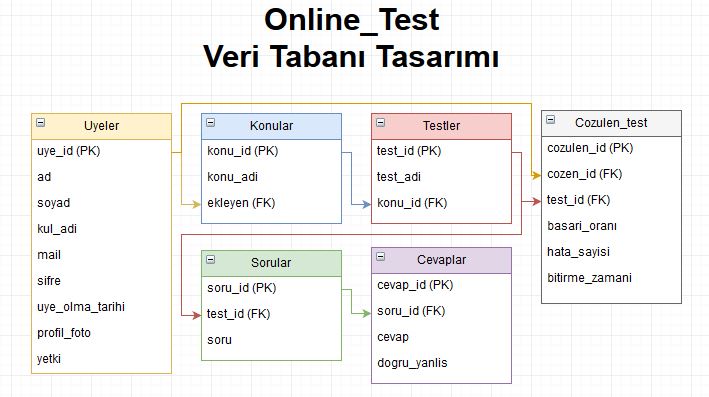 Online_Test
Veri Tabanı Tasarımı
Uyeler
uye_id (PK)
ad
soyad
kul_adi
mail
sifre
uye_olma_tarihi
profil_foto
yetki
Konular
konu_id (PK)
konu_adi
ekleyen (FK)
Testler
test_id (PK)
test_adi
konu_id (FK)
Cozulen_test
cozulen_id (PK)
cozen_id (FK)
test_id (FK)
basari_oranı
hata_sayisi
bitirme_zamani
Sorular
soru_id (PK)
test_id (FK)
soru
Cevaplar
cevap_id (PK)
soru_id (FK)
cevap
dogru_yanlis